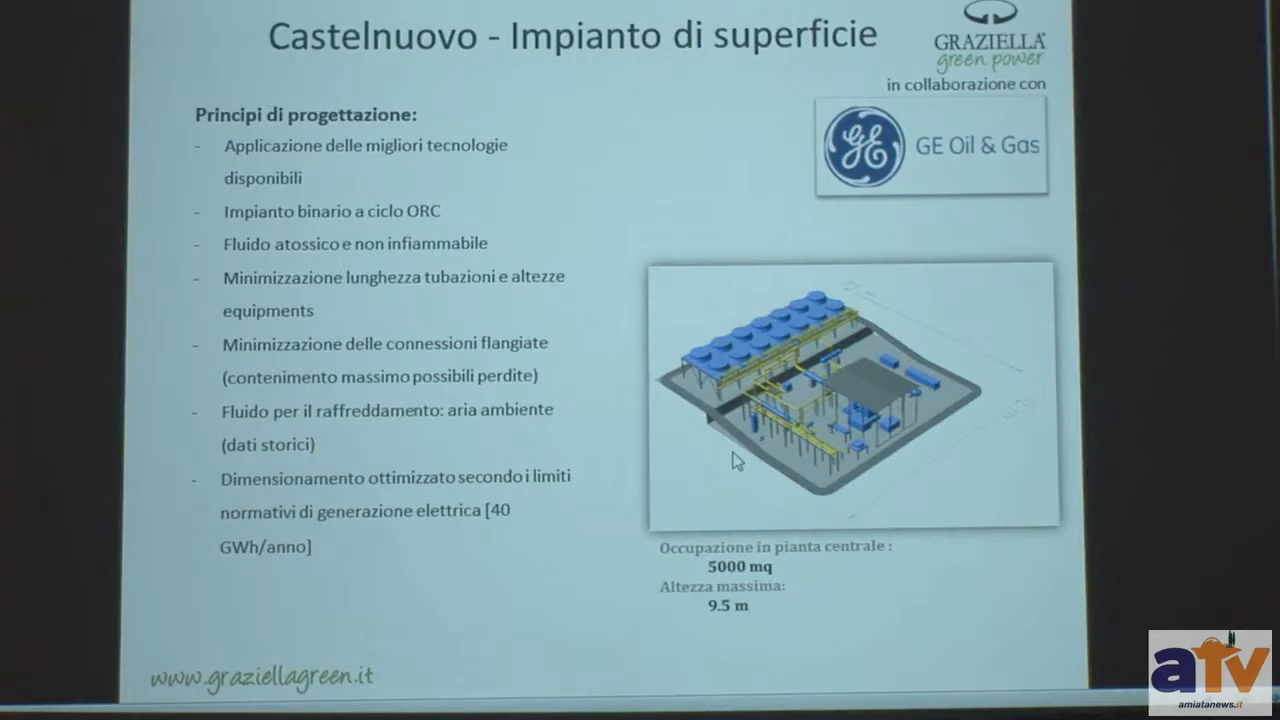 Castelnuovo - Impianto di superficie
GRAZIELLA
green power
in collaborazione con
GE Oil & Gas
Principi di progettazione:
- Applicazione delle migliori tecnologie
disponibili
- Impianto binario a ciclo ORC
- Fluido atossico e non infiammabile
- Minimizzazione lunghezza tubazioni e altezze
equipments
- Minimizzazione delle connessioni flangiate
(contenimento massimo possibili perdite)
- Fluido per il raffreddamento: aria ambiente
(dati storici)
- Dimensionamento ottimizzato secondo i limiti
normativi di generazione elettrica [40
GWh/anno]
Occupazione in pianta centrale :
5000 mq
Altezza massima:
9.5 m
www.graziellagreen.it
aTv
amiatanews.it